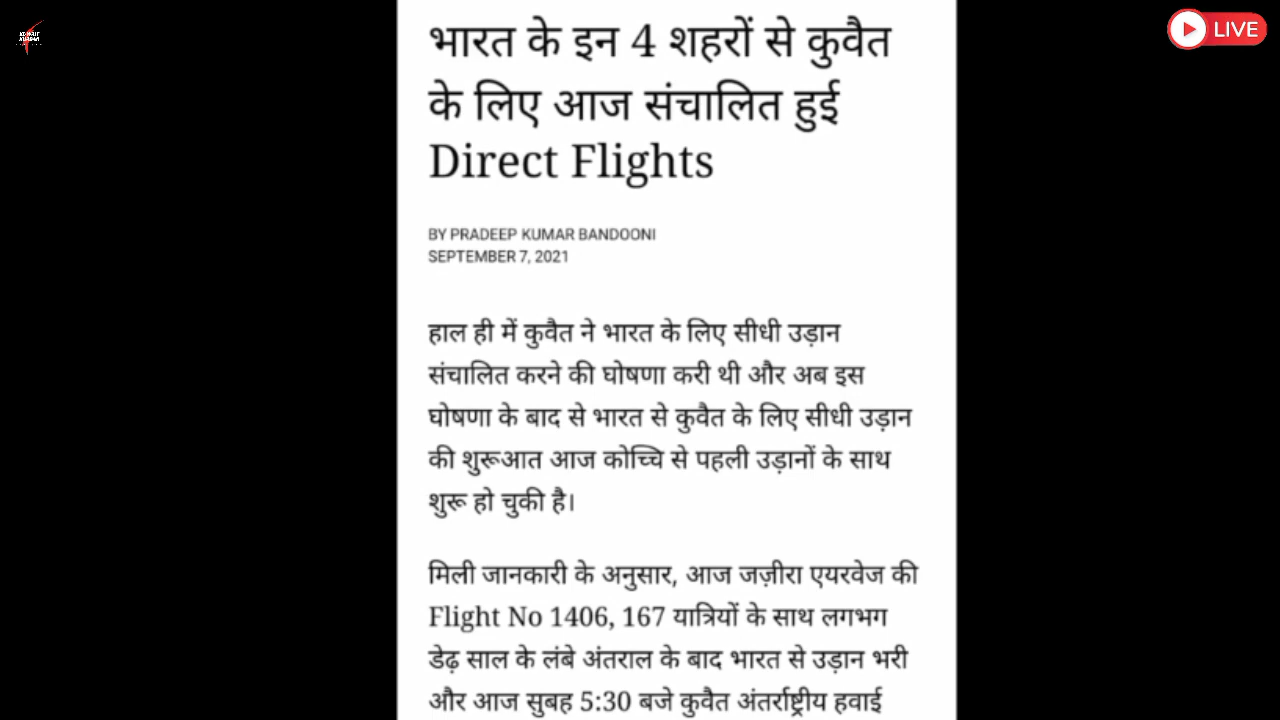 भारत के इन 4 शहरों से कुवैत
के लिए आज संचालित हुई
Direct Flights
BY PRADEEP KUMAR BANDOONI
SEPTEMBER 7, 2021
हाल ही में कुवैत ने भारत के लिए सीधी उड़ान
संचालित करने की घोषणा करी थी और अब इस
घोषणा के बाद से भारत से कुवैत के लिए सीधी उड़ान
की शुरूआत आज कोच्चि से पहली उड़ानों के साथ
शुरू हो चुकी है।
मिली जानकारी के अनुसार, आज जज़ीरा एयरवेज की
Flight No 1406, 167 यात्रियों के साथ लगभग
डेढ़ साल के लंबे अंतराल के बाद भारत से उड़ान भरी
और आज सुबह 5:30 बजे कुवैत अंतर्राष्ट्रीय हवाई
LIVE